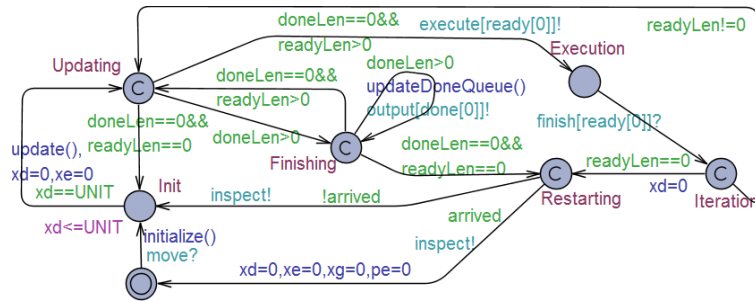 doneLen==0&&
execute[ready[0]]!
readyLen!=0
readyLen>0
Updating
doneLen>0
Execution
doneLen==0&&
updateDoneQueue()
readyLen>0
output[done[0]]!
doneLen==0&&
finish[ready[0]]?
doneLen>0
readyLen==0
update(),
Finishing
doneLen==0&&
readyLen==0
readyLen==0
xd=0,xe=0
xd==UNIT
Init
inspect!
!arrived
Restarting
xd=0
Iteration
xd<=UNIT
initialize()
arrived
move?
inspect!
xd=0,xe=0,xg=0,pe=0
C
C
C
C